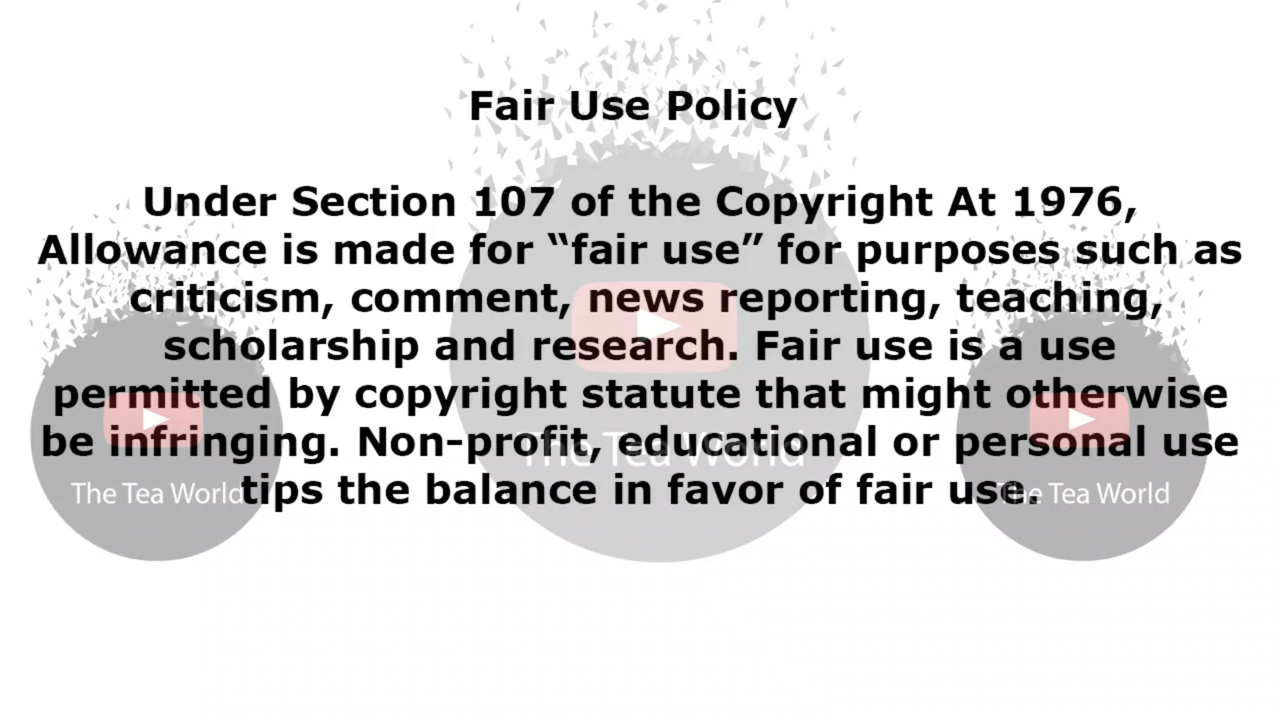 Fair Use Policy
Under Section 107 of the Copyright At 1976,
Allowance is made for “fair use” for purposes such as
criticism, comment, news reporting, teaching,
scholarship and research. Fair use is a use
permitted by copyright statute that might otherwise
be infringing. Non-profit, educational or personal use
tips the balance in favor of fair use.
The Tea World
The Tea World
The Tea World